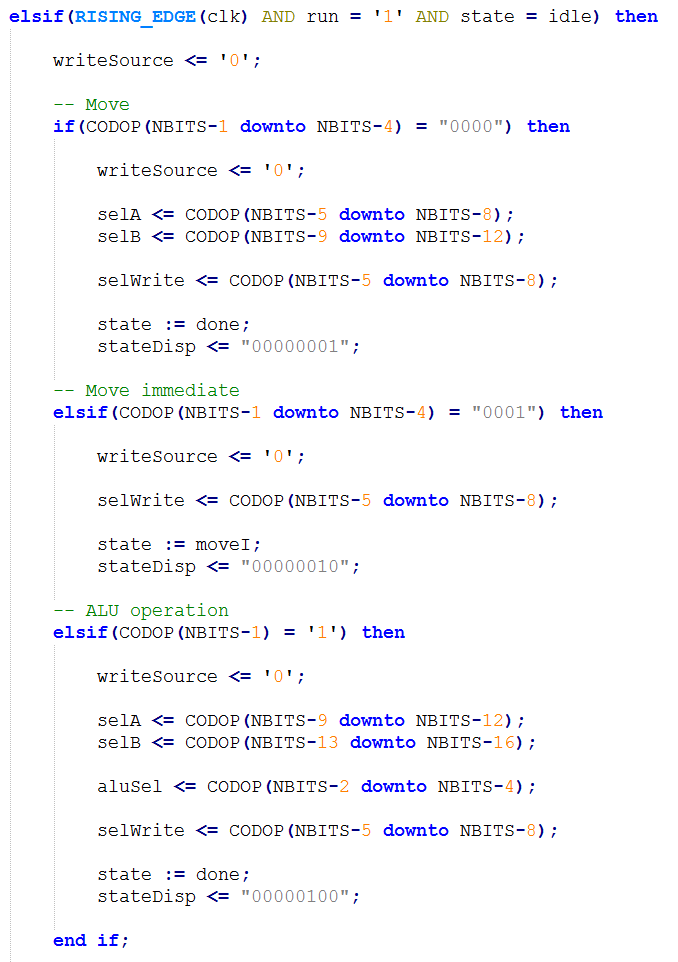 elsif(RISING_EDGE(clk) AND run = '1' AND state = idle) then
writeSource <= '0';
-- Move
if(CODOP(NBITS-1 downto NBITS-4) = "0000") then
writeSource <= '0';
selA <= CODOP(NBITS-5 downto NBITS-8);
selB <= CODOP(NBITS-9 downto NBITS-12);
selWrite <= CODOP(NBITS-5 downto NBITS-8);
state := done;
stateDisp <= "00000001";
-- Move immediate
elsif(CODOP(NBITS-1 downto NBITS-4) = "0001") then
writeSource <= '0';
selWrite <= CODOP(NBITS-5 downto NBITS-8);
state := moveI;
stateDisp <= "00000010";
-- ALU operation
elsif(CODOP(NBITS-1) = '1') then
writeSource <= '0';
selA <= CODOP(NBITS-9 downto NBITS-12);
selB <= CODOP(NBITS-13 downto NBITS-16);
aluSel <= CODOP(NBITS-2 downto NBITS-4);
selWrite <= CODOP(NBITS-5 downto NBITS-8);
state := done;
stateDisp <= "00000100";
end if;